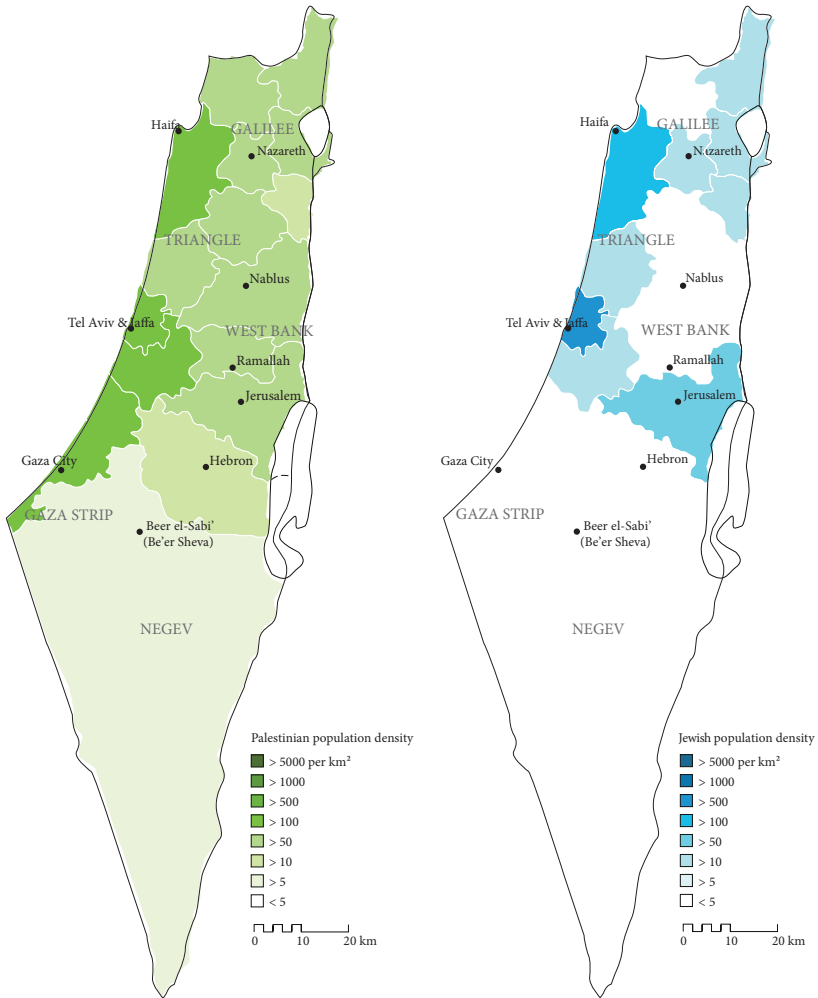 Haifa
GALILEE
Nazareth
TRIANGLE
Nablus
Tel Aviv & Jaffa
WEST BANK
Ramallah
Jerusalem
Gaza City
Hebron
GAZA STRIP
Beer el-Sabi’
(Be’er Sheva)
NEGEV
Palestinian population density
> 5000 per km²
> 1000
> 500
> 100
> 50
> 10
> 5
< 5
0 10 20 km
Haifa
GALILEE
Nazareth
TRIANGLE
Nablus
Tel Aviv & Jaffa
WEST BANK
Ramallah
Jerusalem
Gaza City
Hebron
GAZA STRIP
Beer el-Sabi’
(Be’er Sheva)
NEGEV
Jewish population density
> 5000 per km²
> 1000
> 500
> 100
> 50
> 10
> 5
< 5
0 10 20 km